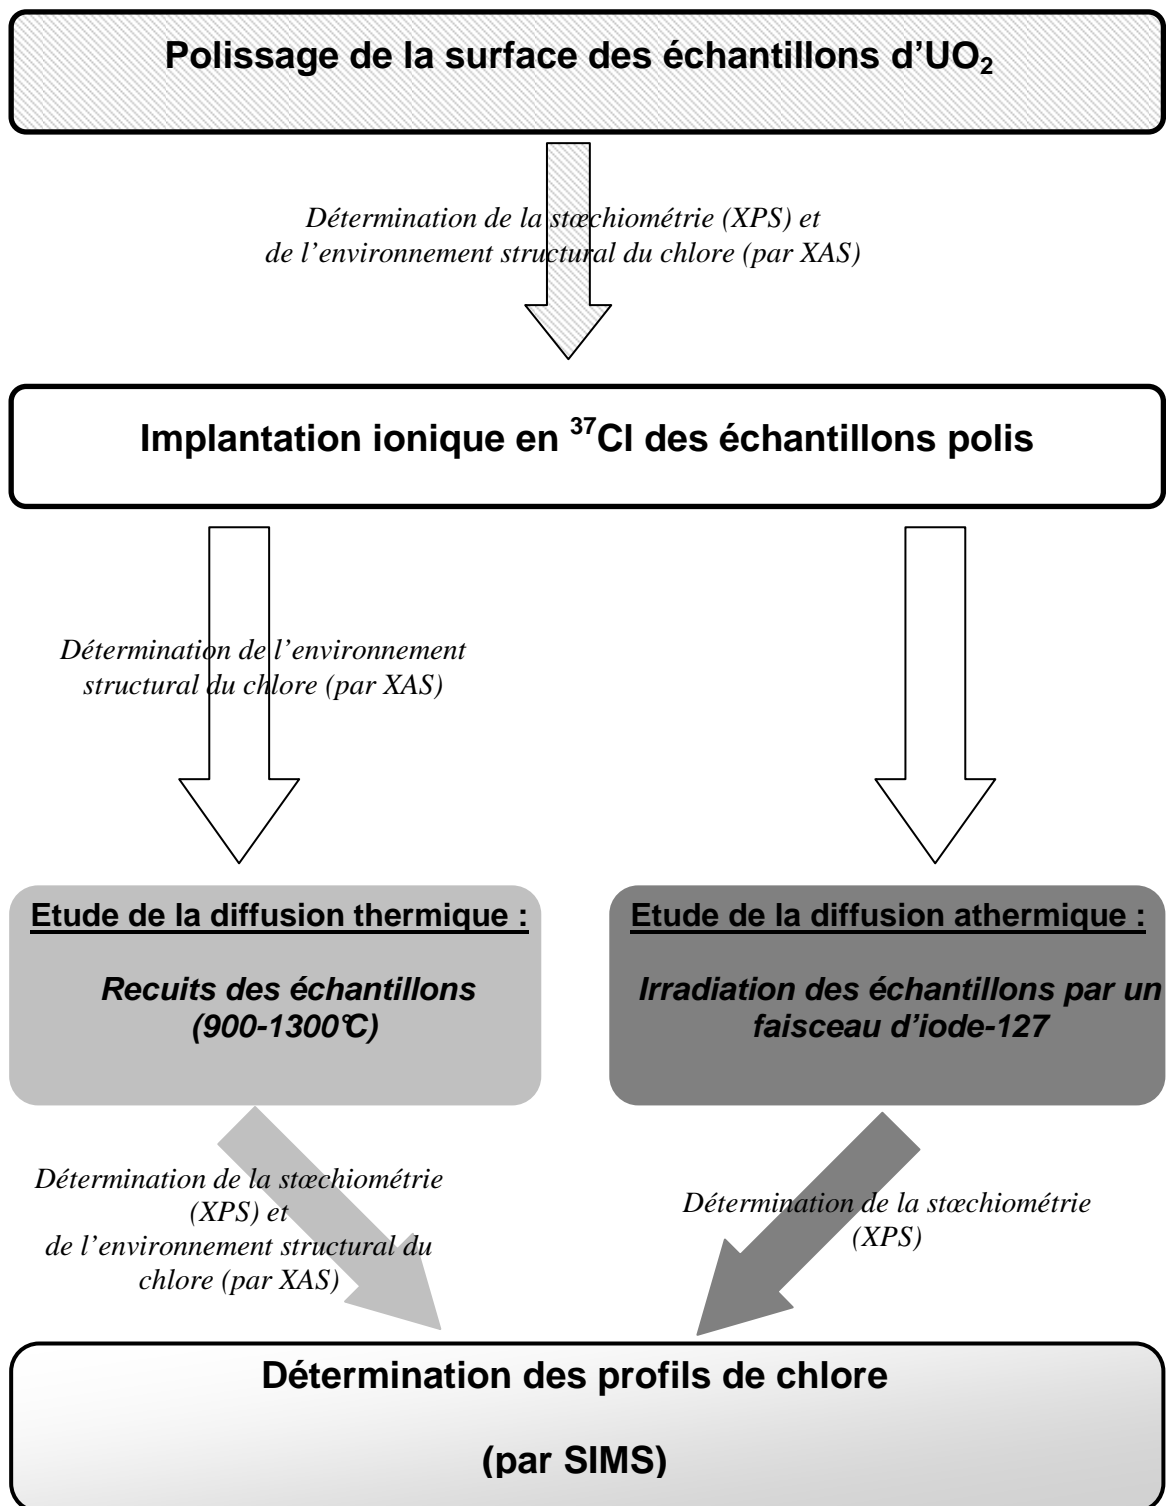 Polissage de la surface des échantillons d'UO₂
Détermination de la stœchiométrie (XPS) et
de l'environnement structural du chlore (par XAS)
Implantation ionique en ³⁷Cl des échantillons polis
Détermination de l'environnement
structural du chlore (par XAS)
Etude de la diffusion thermique :
Recuits des échantillons
(900-1300°C)
Etude de la diffusion athermique :
Irradiation des échantillons par un
faisceau d'iode-127
Détermination de la stœchiométrie
(XPS) et
de l'environnement structural du
chlore (par XAS)
Détermination de la stœchiométrie
(XPS)
Détermination des profils de chlore
(par SIMS)